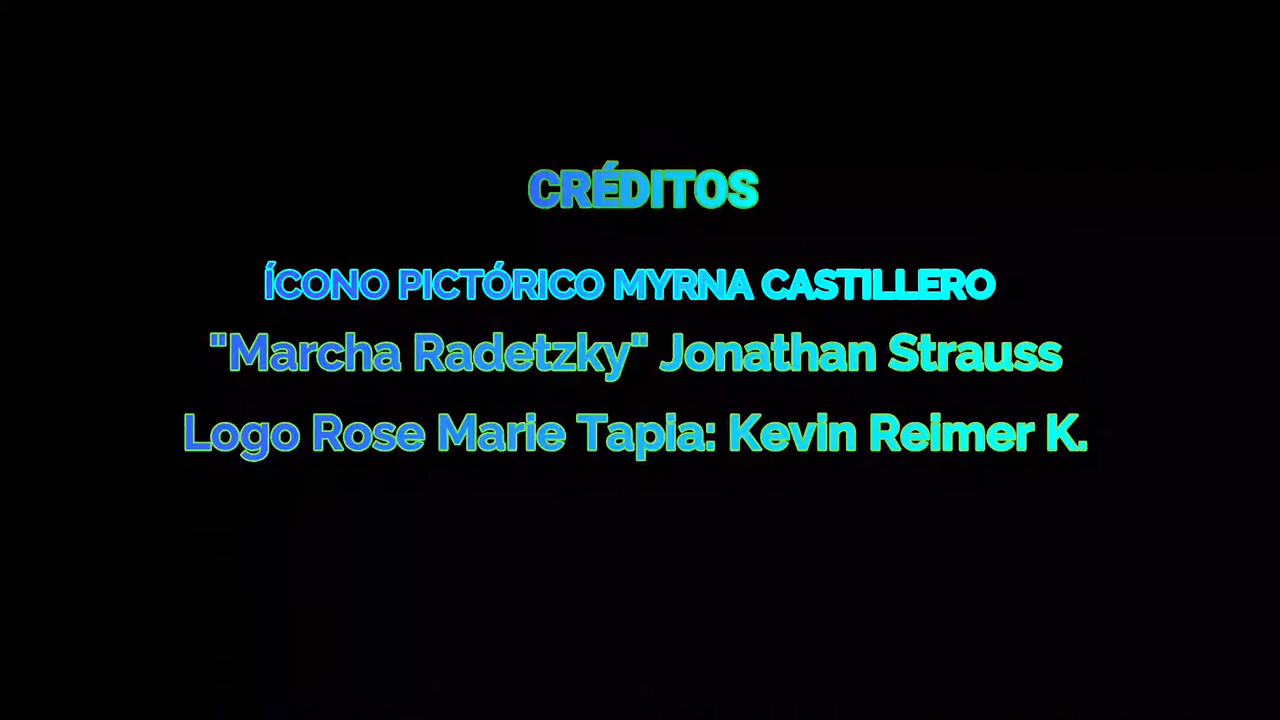 CRÉDITOS
ÍCONO PICTÓRICO MYRNA CASTILLERO
"Marcha Radetzky" Jonathan Strauss
Logo Rose Marie Tapia: Kevin Reimer K.